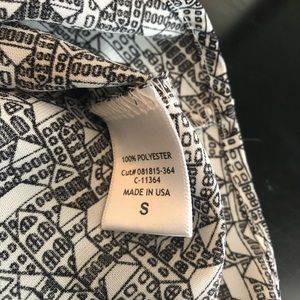 100% POLYESTER
Cut# 081815-364
C-11364
MADE IN USA
S